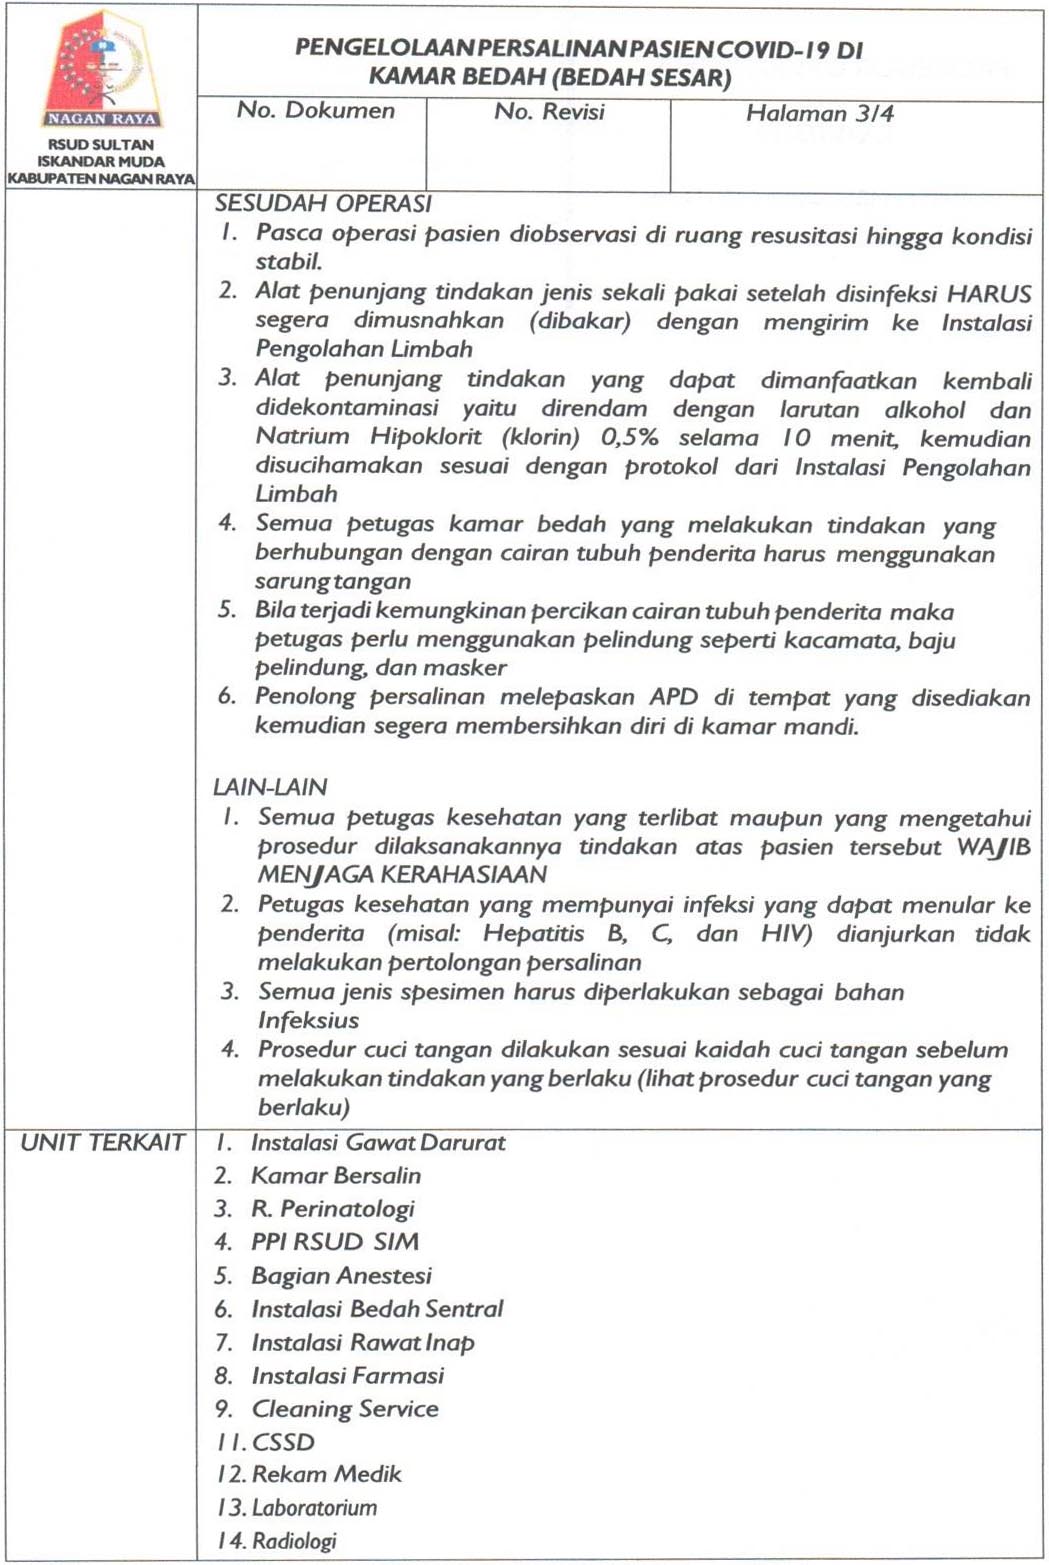 NAGAN RAYA
RSUD SULTAN
ISKANDAR MUDA
KABUPATEN NAGAN RAYA
PENGELOLAAN PERSALINAN PASIEN COVID-19 DI
KAMAR BEDAH (BEDAH SESAR)
No. Dokumen
No. Revisi
Halaman 3/4
SESUDAH OPERASI
1. Pasca operasi pasien diobservasi di ruang resusitasi hingga kondisi
stabil.
2. Alat penunjang tindakan jenis sekali pakai setelah disinfeksi HARUS
segera dimusnahkan (dibakar) dengan mengirim ke Instalasi
Pengolahan Limbah
3. Alat penunjang tindakan yang dapat dimanfaatkan kembali
didekontaminasi yaitu direndam dengan larutan alkohol dan
Natrium Hipoklorit (klorin) 0,5% selama 10 menit, kemudian
disucihamakan sesuai dengan protokol dari Instalasi Pengolahan
Limbah
4. Semua petugas kamar bedah yang melakukan tindakan yang
berhubungan dengan cairan tubuh penderita harus menggunakan
sarung tangan
5. Bila terjadi kemungkinan percikan cairan tubuh penderita maka
petugas perlu menggunakan pelindung seperti kacamata, baju
pelindung, dan masker
6. Penolong persalinan melepaskan APD di tempat yang disediakan
kemudian segera membersihkan diri di kamar mandi.
LAIN-LAIN
1. Semua petugas kesehatan yang terlibat maupun yang mengetahui
prosedur dilaksanakannya tindakan atas pasien tersebut WAJIB
MENJAGA KERAHASIAAN
2. Petugas kesehatan yang mempunyai infeksi yang dapat menular ke
penderita (misal: Hepatitis B, C, dan HIV) dianjurkan tidak
melakukan pertolongan persalinan
3. Semua jenis spesimen harus diperlakukan sebagai bahan
Infeksius
4. Prosedur cuci tangan dilakukan sesuai kaidah cuci tangan sebelum
melakukan tindakan yang berlaku (lihat prosedur cuci tangan yang
berlaku)
UNIT TERKAIT
1. Instalasi Gawat Darurat
2. Kamar Bersalin
3. R. Perinatologi
4. PPI RSUD SIM
5. Bagian Anestesi
6. Instalasi Bedah Sentral
7. Instalasi Rawat Inap
8. Instalasi Farmasi
9. Cleaning Service
11. CSSD
12. Rekam Medik
13. Laboratorium
14. Radiologi